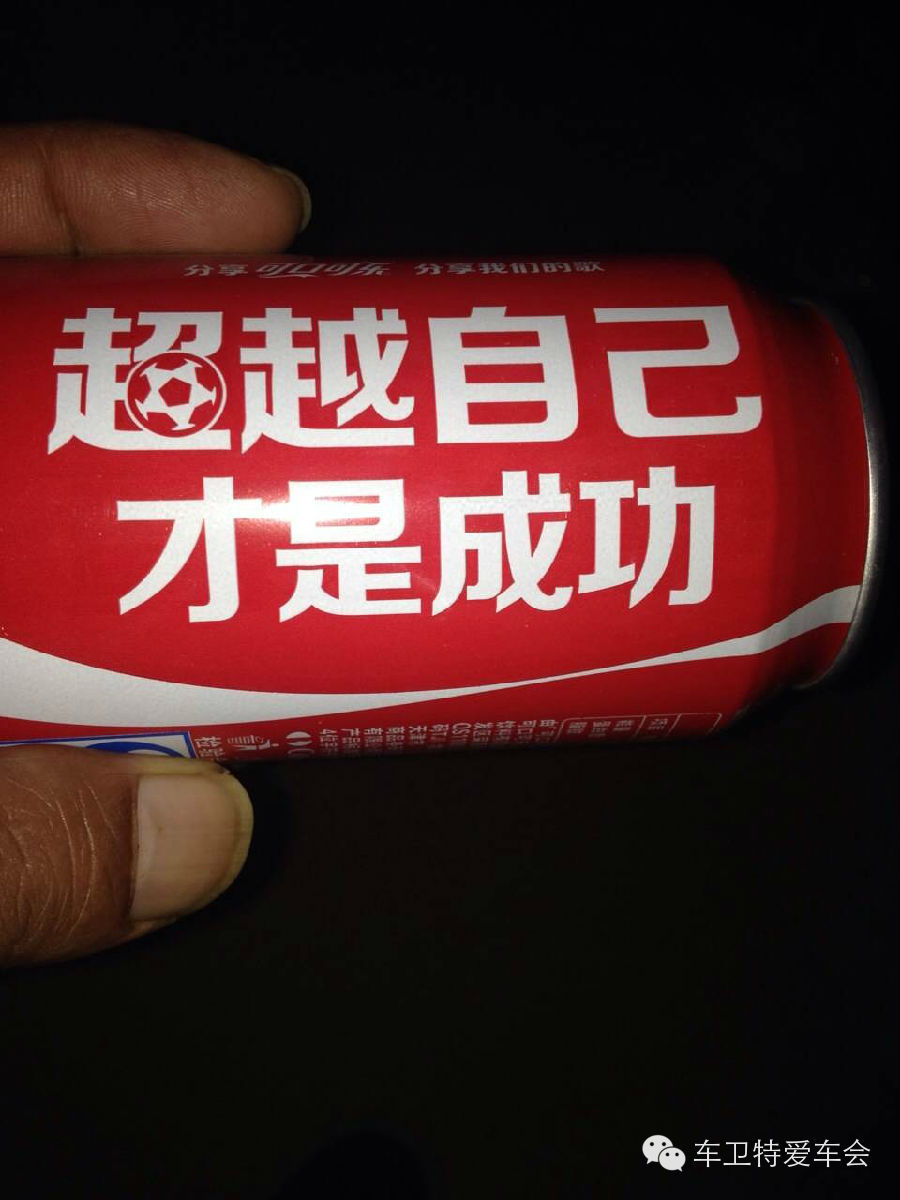 分享 可口可乐 分享我们的歌
超越自己
才是成功
车卫特爱车会